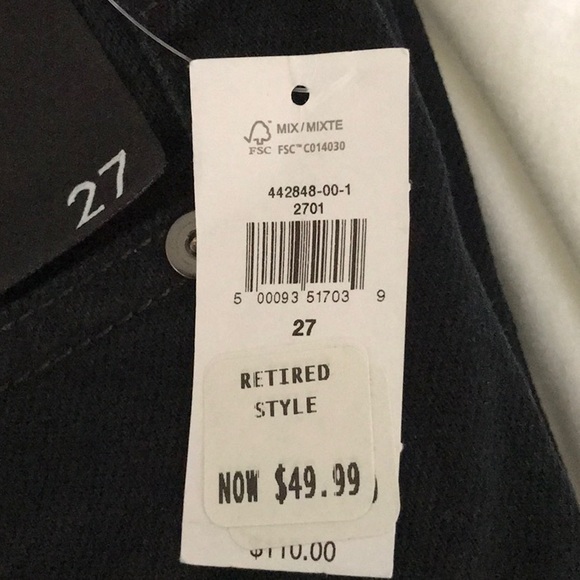 27
MIX/MIXTE
FSC FSC™ C014030
442848-00-1
2701
5 00093 51703 9
27
RETIRED
STYLE
NOW $49.99
$110.00